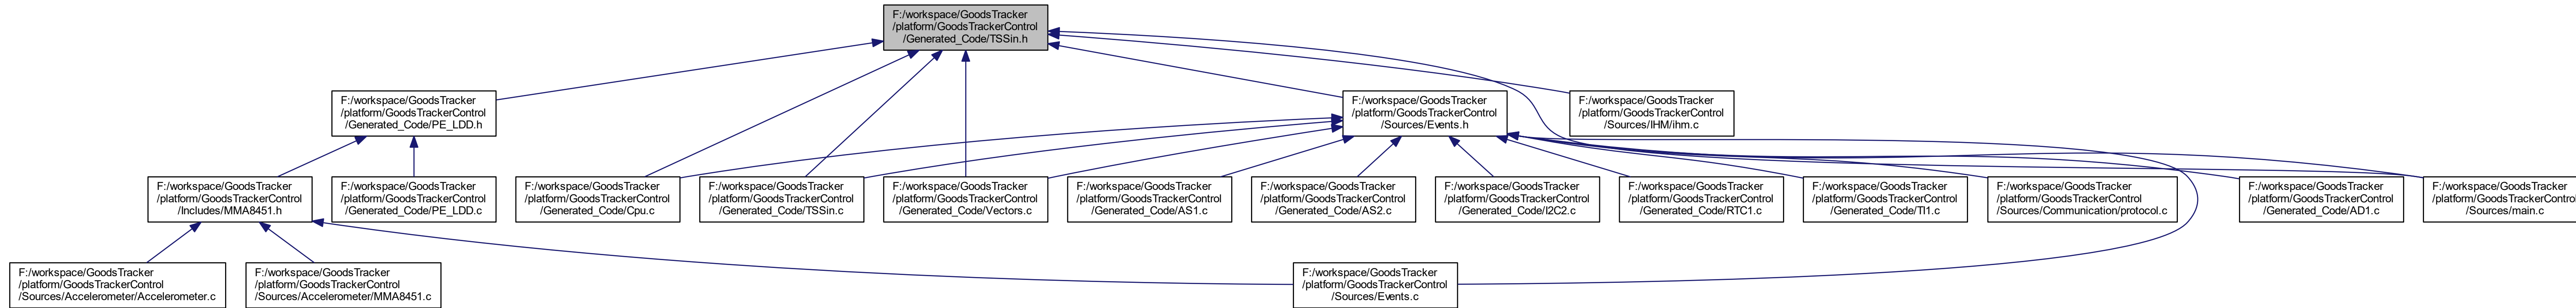 F:/workspace/GoodsTracker
/platform/GoodsTrackerControl
/Generated_Code/TSSin.h
F:/workspace/GoodsTracker
/platform/GoodsTrackerControl
/Generated_Code/PE_LDD.h
F:/workspace/GoodsTracker
/platform/GoodsTrackerControl
/Sources/Events.h
F:/workspace/GoodsTracker
/platform/GoodsTrackerControl
/Sources/IHM/ihm.c
F:/workspace/GoodsTracker
/platform/GoodsTrackerControl
/Includes/MMA8451.h
F:/workspace/GoodsTracker
/platform/GoodsTrackerControl
/Generated_Code/PE_LDD.c
F:/workspace/GoodsTracker
/platform/GoodsTrackerControl
/Generated_Code/Cpu.c
F:/workspace/GoodsTracker
/platform/GoodsTrackerControl
/Generated_Code/TSSin.c
F:/workspace/GoodsTracker
/platform/GoodsTrackerControl
/Generated_Code/Vectors.c
F:/workspace/GoodsTracker
/platform/GoodsTrackerControl
/Generated_Code/AS1.c
F:/workspace/GoodsTracker
/platform/GoodsTrackerControl
/Generated_Code/AS2.c
F:/workspace/GoodsTracker
/platform/GoodsTrackerControl
/Generated_Code/I2C2.c
F:/workspace/GoodsTracker
/platform/GoodsTrackerControl
/Generated_Code/RTC1.c
F:/workspace/GoodsTracker
/platform/GoodsTrackerControl
/Generated_Code/TI1.c
F:/workspace/GoodsTracker
/platform/GoodsTrackerControl
/Sources/Communication/protocol.c
F:/workspace/GoodsTracker
/platform/GoodsTrackerControl
/Generated_Code/AD1.c
F:/workspace/GoodsTracker
/platform/GoodsTrackerControl
/Sources/main.c
F:/workspace/GoodsTracker
/platform/GoodsTrackerControl
/Sources/Accelerometer/Accelerometer.c
F:/workspace/GoodsTracker
/platform/GoodsTrackerControl
/Sources/Accelerometer/MMA8451.c
F:/workspace/GoodsTracker
/platform/GoodsTrackerControl
/Sources/Events.c